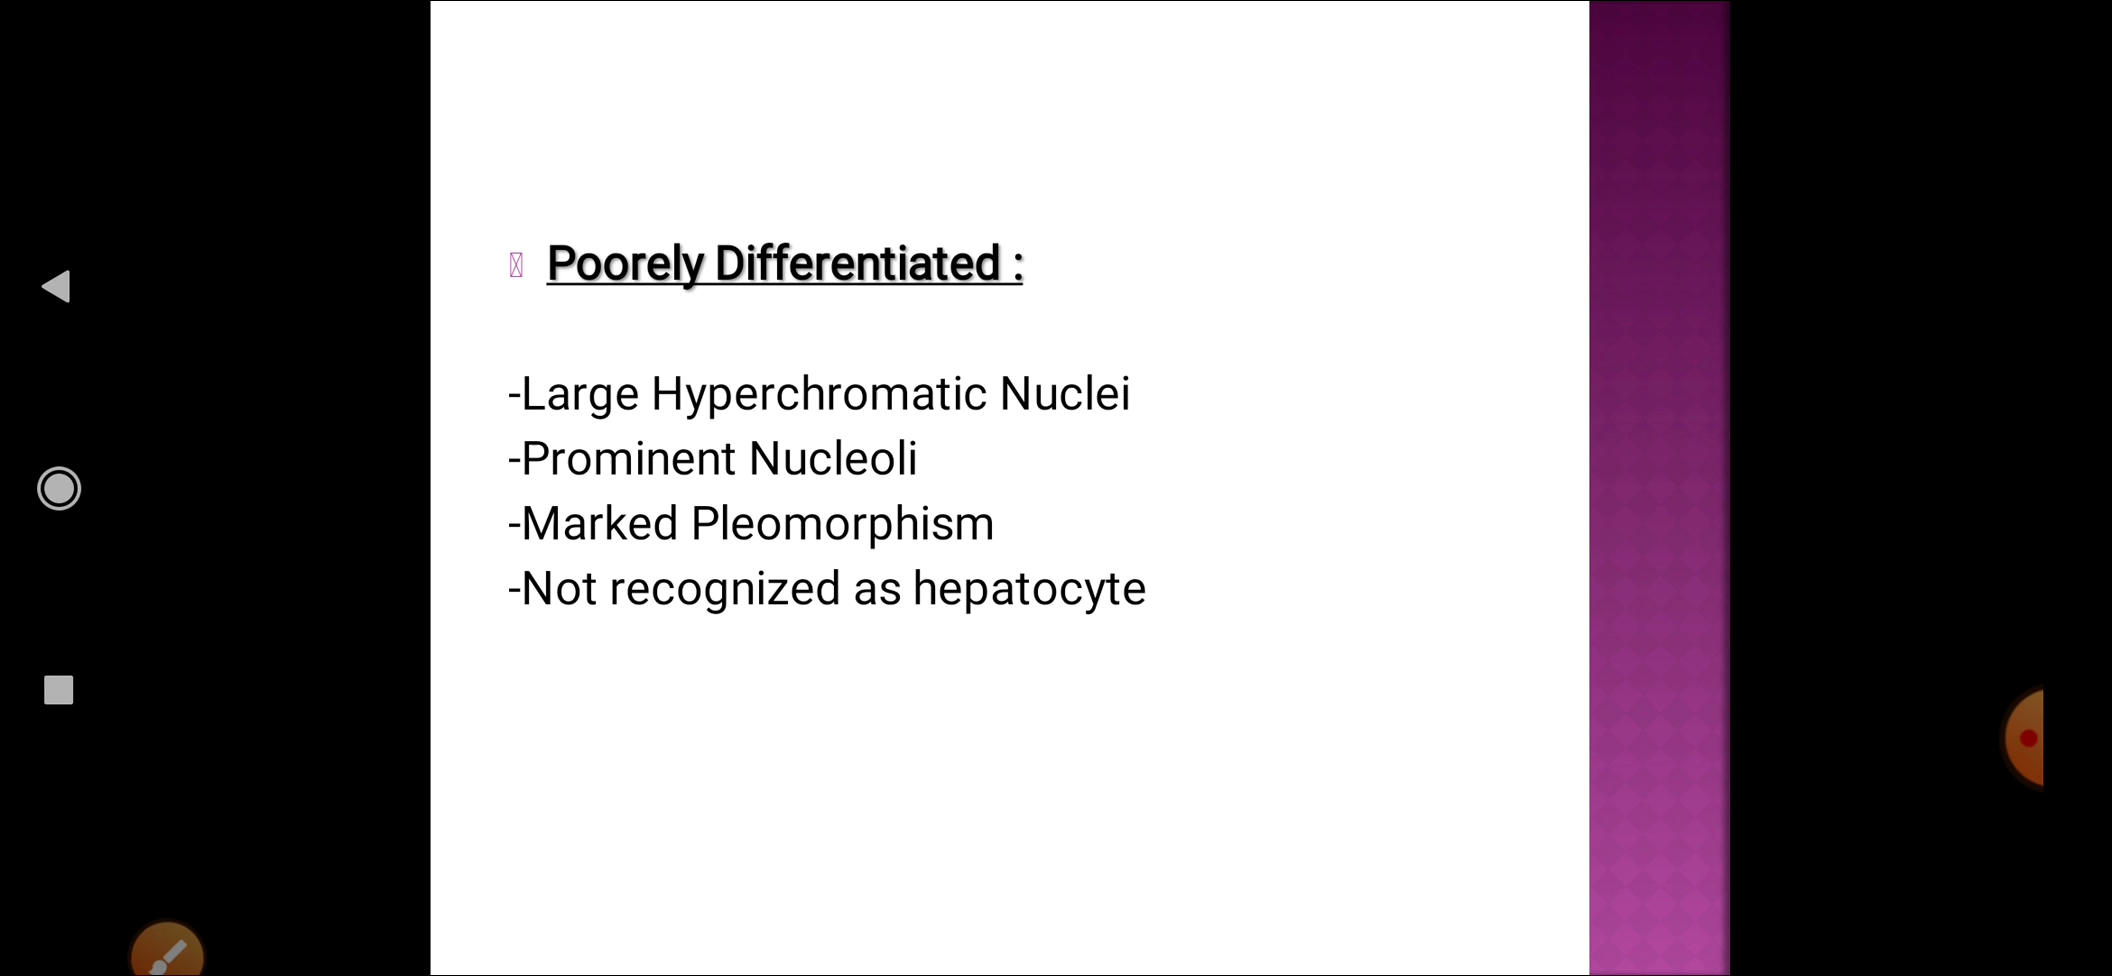 Poorely Differentiated :
-Large Hyperchromatic Nuclei
-Prominent Nucleoli
-Marked Pleomorphism
-Not recognized as hepatocyte